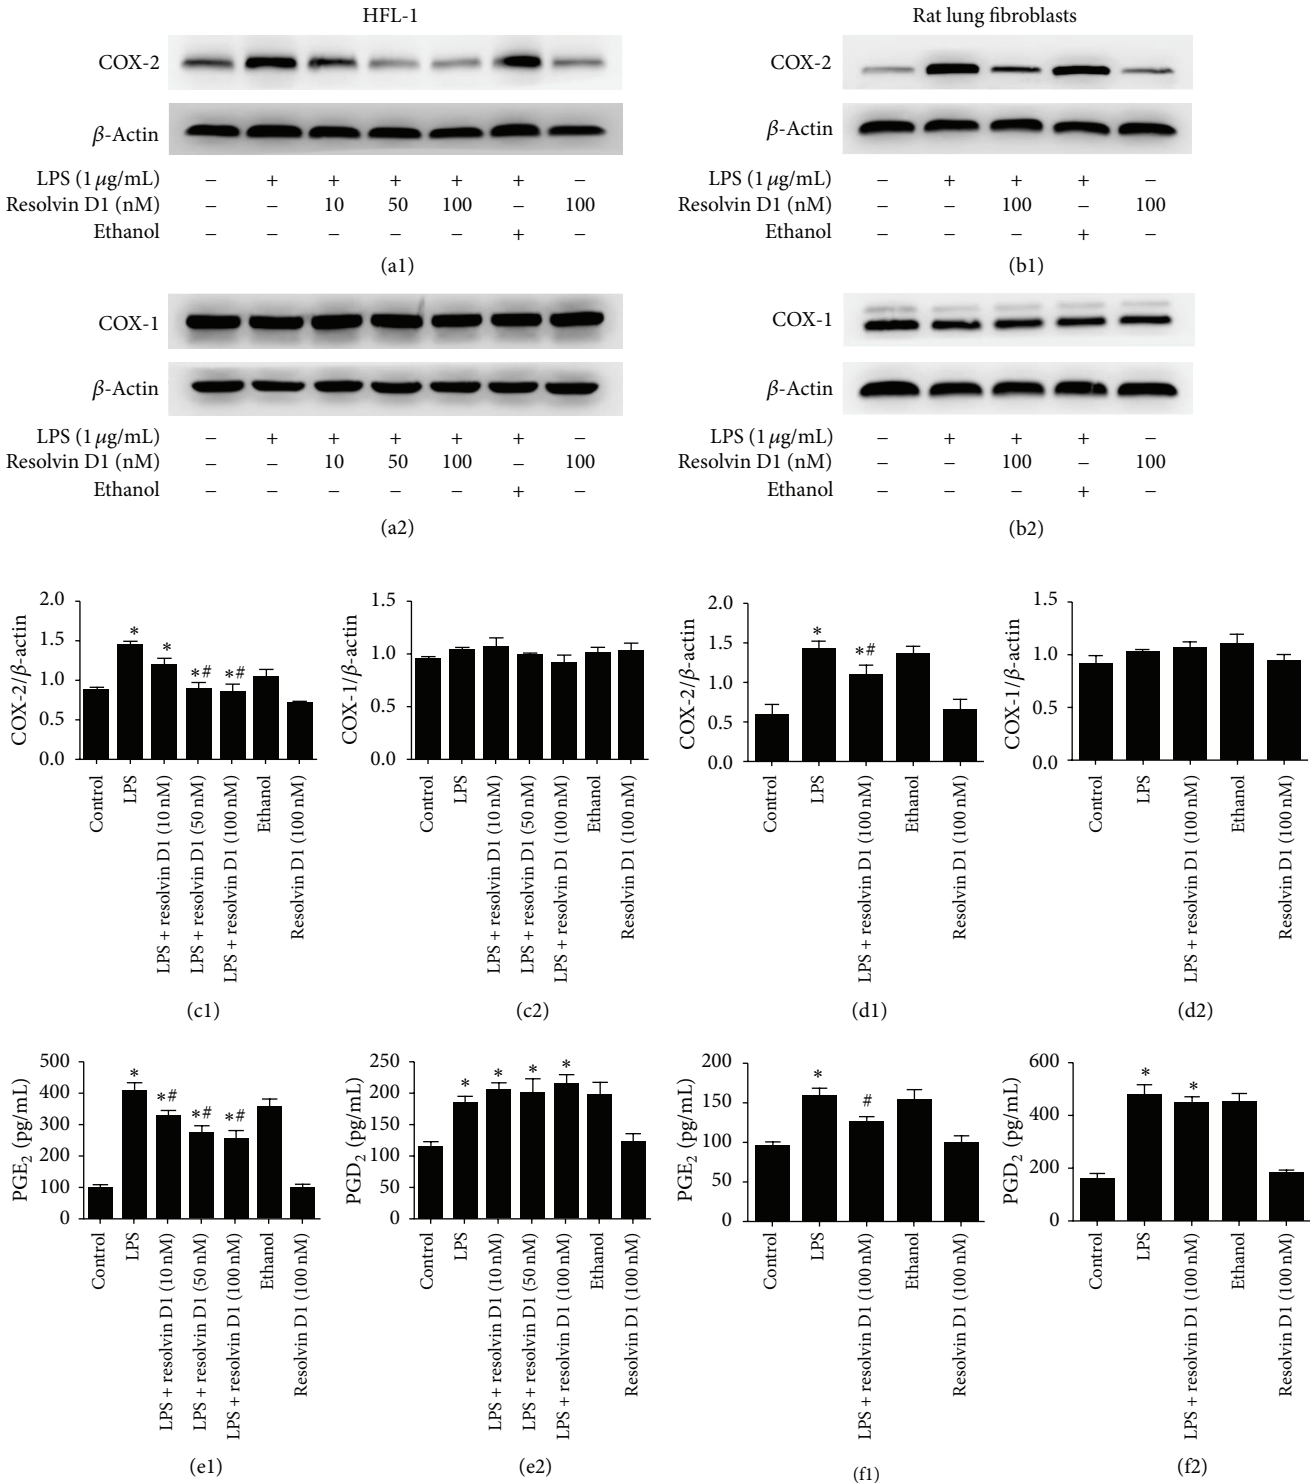 HFL-1
COX-2
β-Actin
LPS (1 μg/mL) − + + + + + −
Resolvin D1 (nM) − − 10 50 100 − 100
Ethanol − − − − − + −
(a1)
Rat lung fibroblasts
COX-2
β-Actin
LPS (1 μg/mL) − + + + −
Resolvin D1 (nM) − − 100 − 100
Ethanol − − − + −
(b1)
COX-1
β-Actin
LPS (1 μg/mL) − + + + + + −
Resolvin D1 (nM) − − 10 50 100 − 100
Ethanol − − − − − + −
(a2)
COX-1
β-Actin
LPS (1 μg/mL) − + + + −
Resolvin D1 (nM) − − 100 − 100
Ethanol − − − + −
(b2)
COX-2/β-actin
2.0
1.5
1.0
0.5
0.0
* * *# *#
Control
LPS
LPS + resolvin D1 (10 nM)
LPS + resolvin D1 (50 nM)
LPS + resolvin D1 (100 nM)
Ethanol
Resolvin D1 (100 nM)
(c1)
COX-1/β-actin
1.5
1.0
0.5
0.0
Control
LPS
LPS + resolvin D1 (10 nM)
LPS + resolvin D1 (50 nM)
LPS + resolvin D1 (100 nM)
Ethanol
Resolvin D1 (100 nM)
(c2)
COX-2/β-actin
2.0
1.5
1.0
0.5
0.0
* *#
Control
LPS
LPS + resolvin D1 (100 nM)
Ethanol
Resolvin D1 (100 nM)
(d1)
COX-1/β-actin
1.5
1.0
0.5
0.0
Control
LPS
LPS + resolvin D1 (100 nM)
Ethanol
Resolvin D1 (100 nM)
(d2)
PGE₂ (pg/mL)
500
400
300
200
100
0
* *# *# *#
Control
LPS
LPS + resolvin D1 (10 nM)
LPS + resolvin D1 (50 nM)
LPS + resolvin D1 (100 nM)
Ethanol
Resolvin D1 (100 nM)
(e1)
PGD₂ (pg/mL)
250
200
150
100
50
0
* * * *
Control
LPS
LPS + resolvin D1 (10 nM)
LPS + resolvin D1 (50 nM)
LPS + resolvin D1 (100 nM)
Ethanol
Resolvin D1 (100 nM)
(e2)
PGE₂ (pg/mL)
200
150
100
50
0
* #
Control
LPS
LPS + resolvin D1 (100 nM)
Ethanol
Resolvin D1 (100 nM)
(f1)
PGD₂ (pg/mL)
600
400
200
0
* *
Control
LPS
LPS + resolvin D1 (100 nM)
Ethanol
Resolvin D1 (100 nM)
(f2)